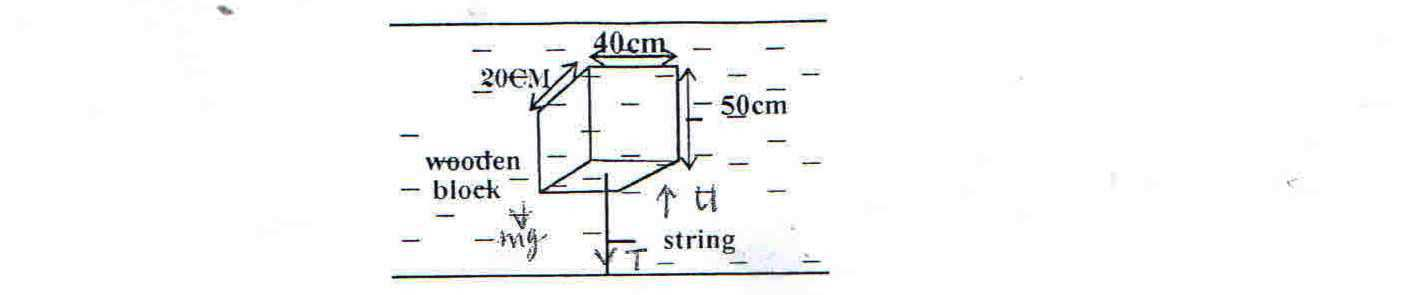 40cm
20CM
50cm
wooden
block
U
mg
T
string